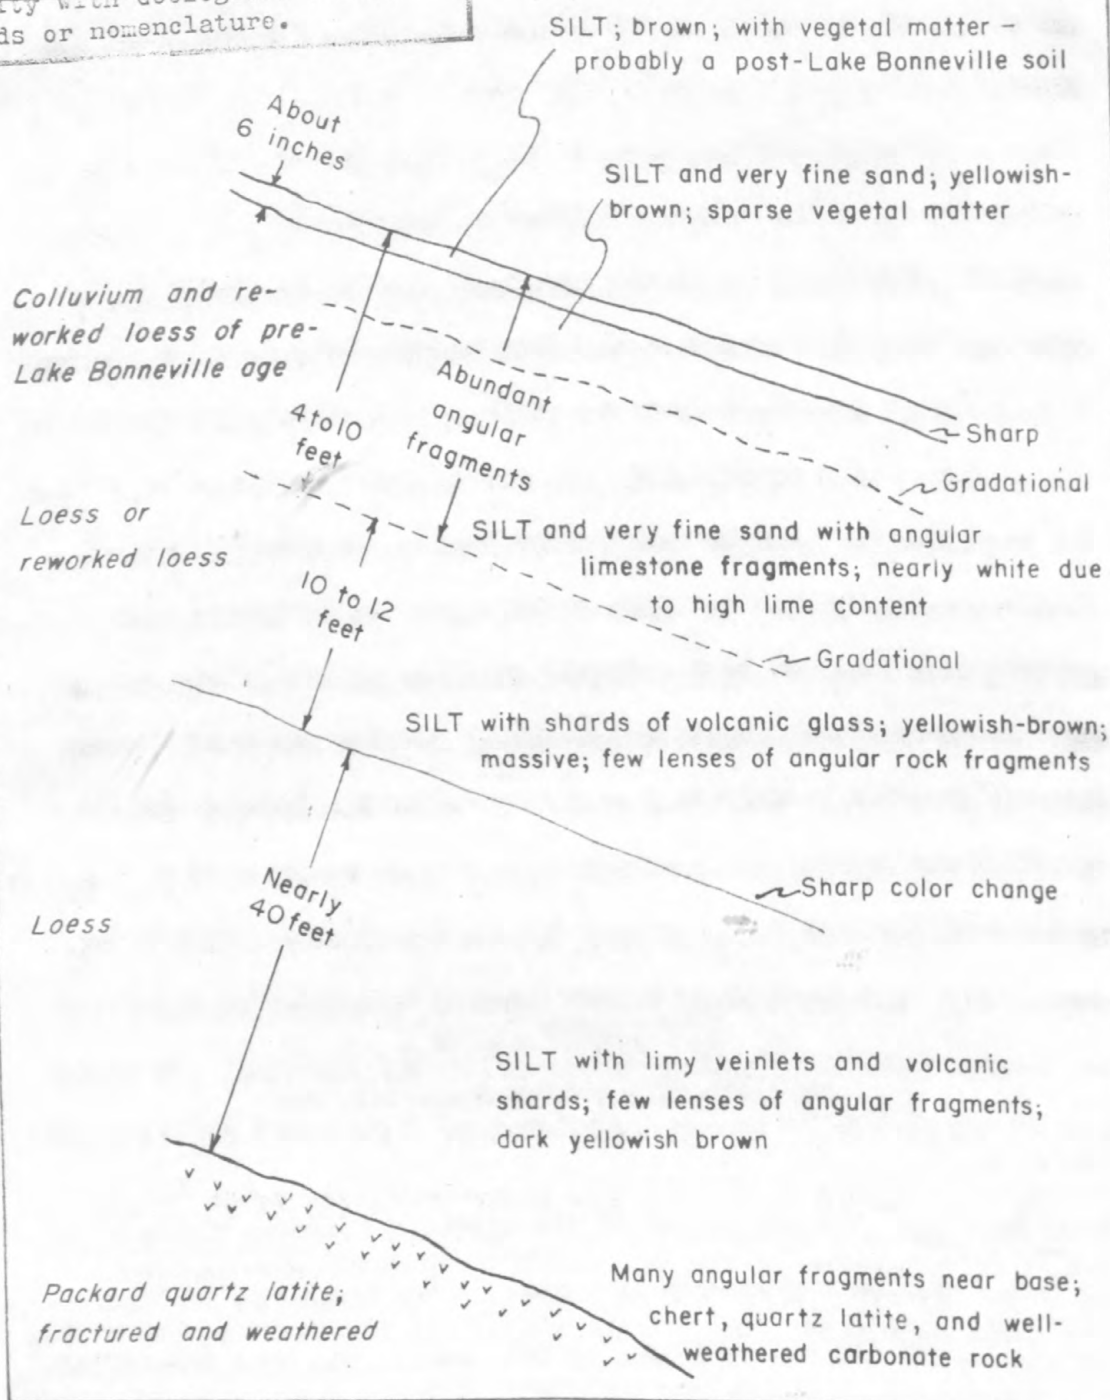 ds or nomenclature.
SILT; brown; with vegetal matter -
probably a post-Lake Bonneville soil
About
6 inches
SILT and very fine sand; yellowish-
brown; sparse vegetal matter
Colluvium and re-
worked loess of pre-
Lake Bonneville age
Abundant
angular
fragments
4 to 10
feet
Sharp
Gradational
Loess or
reworked loess
SILT and very fine sand with angular
limestone fragments; nearly white due
to high lime content
10 to 12
feet
Gradational
SILT with shards of volcanic glass; yellowish-brown;
massive; few lenses of angular rock fragments
Sharp color change
Nearly
40 feet
Loess
SILT with limy veinlets and volcanic
shards; few lenses of angular fragments;
dark yellowish brown
Packard quartz latite;
fractured and weathered
Many angular fragments near base;
chert, quartz latite, and well-
weathered carbonate rock